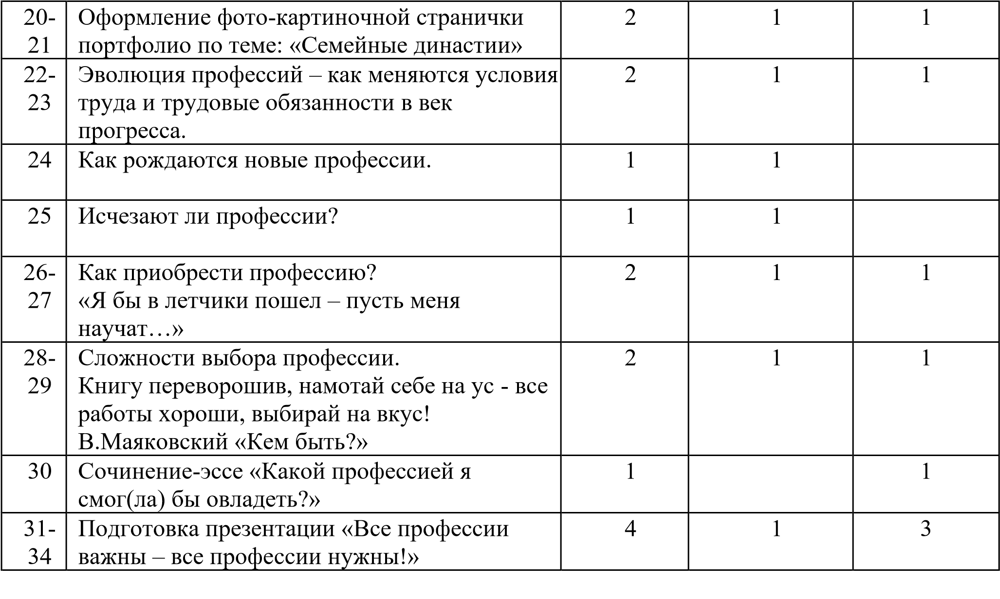 20- Оформление фото-картиночной странички 2 1 1
21 портфолио по теме: «Семейные династии»
22- Эволюция профессий – как меняются условия 2 1 1
23 труда и трудовые обязанности в век
прогресса.
24 Как рождаются новые профессии. 1 1
25 Исчезают ли профессии? 1 1
26- Как приобрести профессию? 2 1 1
27 «Я бы в летчики пошел – пусть меня
научат…»
28- Сложности выбора профессии. 2 1 1
29 Книгу переворошив, намотай себе на ус - все
работы хороши, выбирай на вкус!
В.Маяковский «Кем быть?»
30 Сочинение-эссе «Какой профессией я 1 1
смог(ла) бы овладеть?»
31- Подготовка презентации «Все профессии 4 1 3
34 важны – все профессии нужны!»